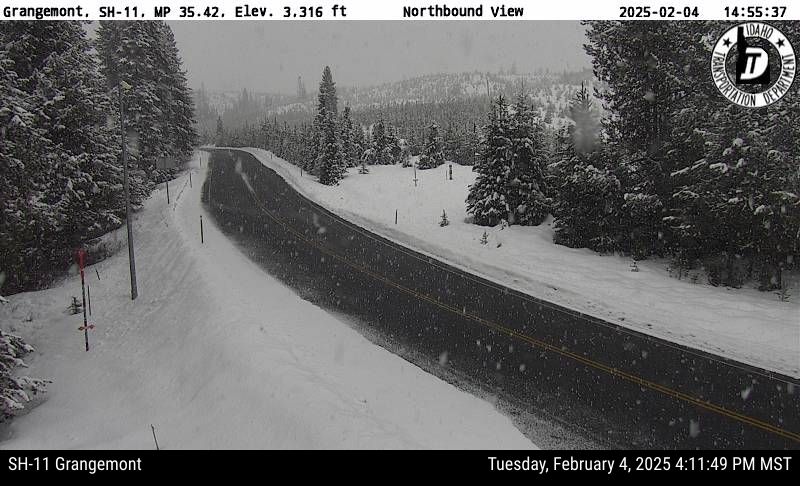 Grangemont, SH-11, MP 35.42, Elev. 3,316 ft Northbound View 2025-02-04 14:55:37
IDAHO
TRANSPORTATION DEPARTMENT
SH-11 Grangemont Tuesday, February 4, 2025 4:11:49 PM MST